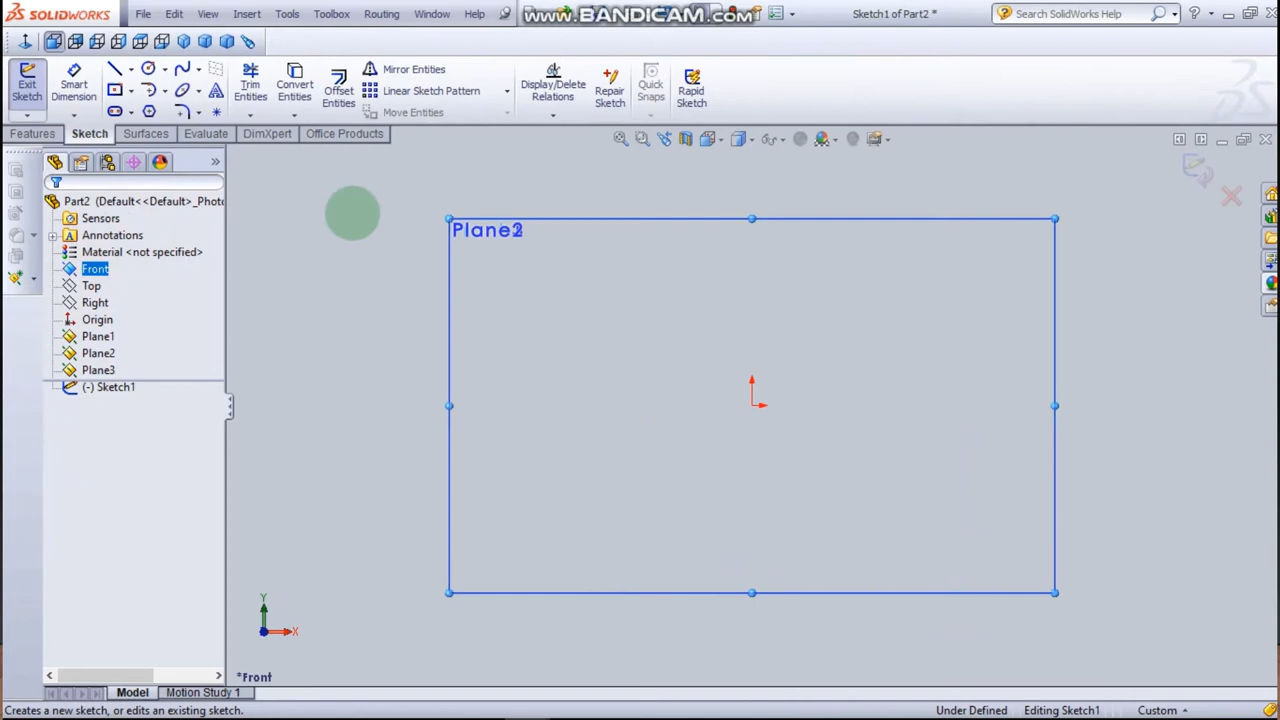 SOLIDWORKS File Edit View Insert Tools Toolbox Routing Window Help www.BANDICAM.com Sketch1 of Part2 * Search SolidWorks Help
Exit Sketch
Smart Dimension
Trim Entities
Convert Entities
Offset Entities
Mirror Entities
Linear Sketch Pattern
Move Entities
Display/Delete Relations
Repair Sketch
Quick Snaps
Rapid Sketch
Features Sketch Surfaces Evaluate DimXpert Office Products
Part2 (Default<<Default>_Photo
Sensors
Annotations
Material <not specified>
Front
Top
Right
Origin
Plane1
Plane2
Plane3
(-) Sketch1
Y
X
*Front
Model Motion Study 1
Creates a new sketch, or edits an existing sketch. Under Defined Editing Sketch1 Custom